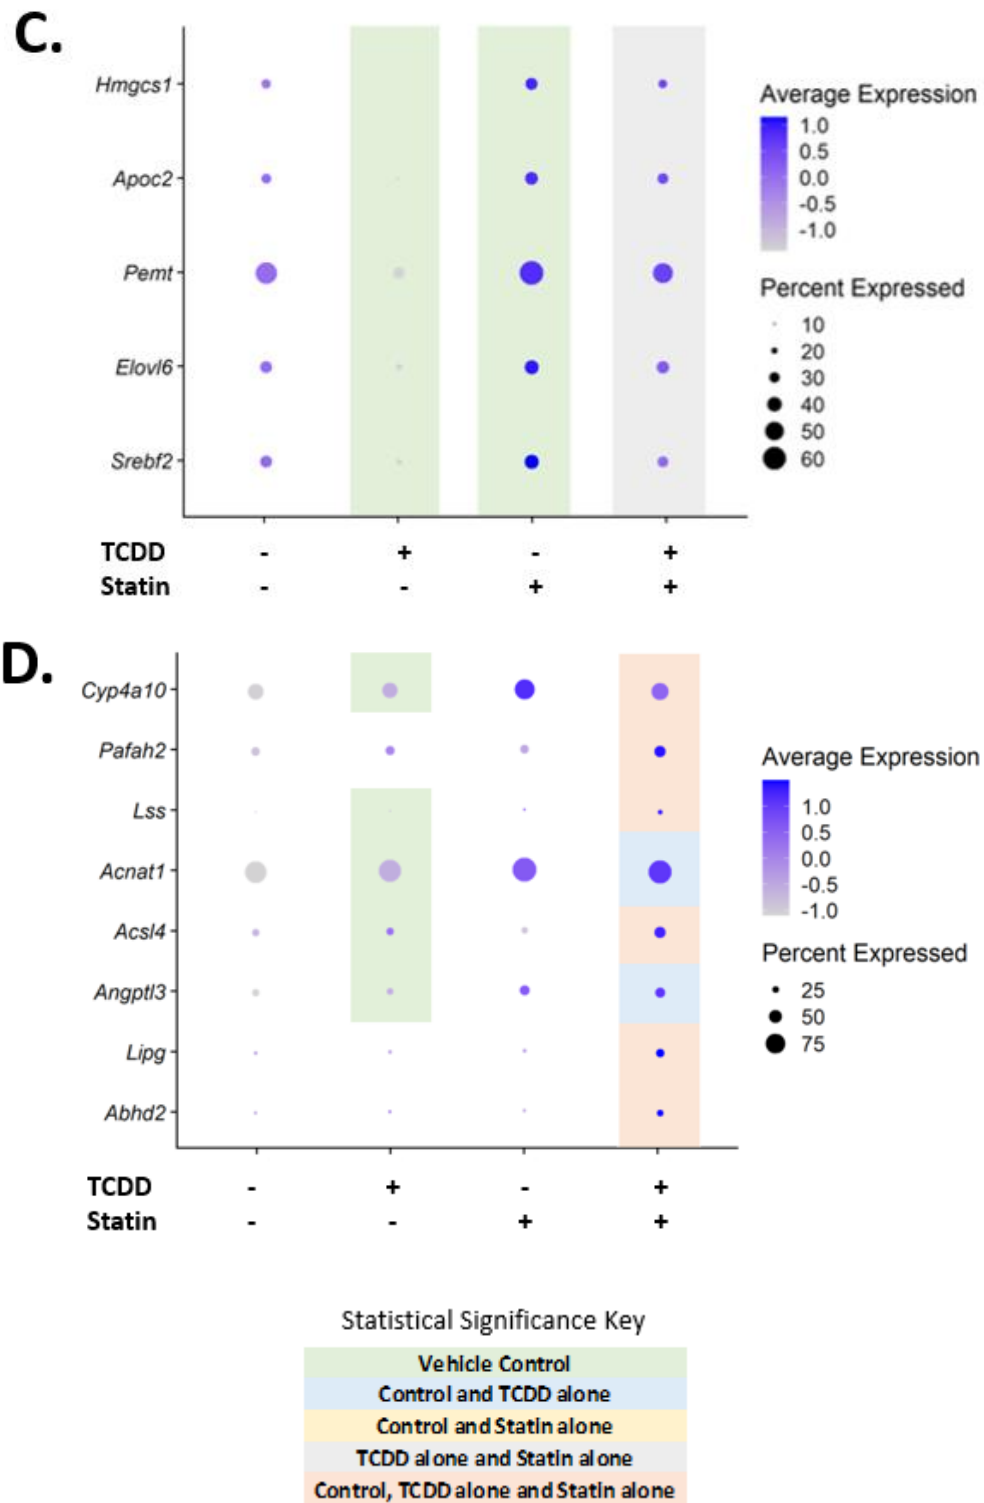 C.
Hmgcs1
Apoc2
Pemt
Elovl6
Srebf2
Average Expression
1.0
0.5
0.0
-0.5
-1.0
Percent Expressed
10
20
30
40
50
60
TCDD - + - +
Statin - - + +
D.
Cyp4a10
Pafah2
Lss
Acnat1
Acsl4
Angptl3
Lipg
Abhd2
Average Expression
1.0
0.5
0.0
-0.5
-1.0
Percent Expressed
25
50
75
TCDD - + - +
Statin - - + +
Statistical Significance Key
Vehicle Control
Control and TCDD alone
Control and Statin alone
TCDD alone and Statin alone
Control, TCDD alone and Statin alone